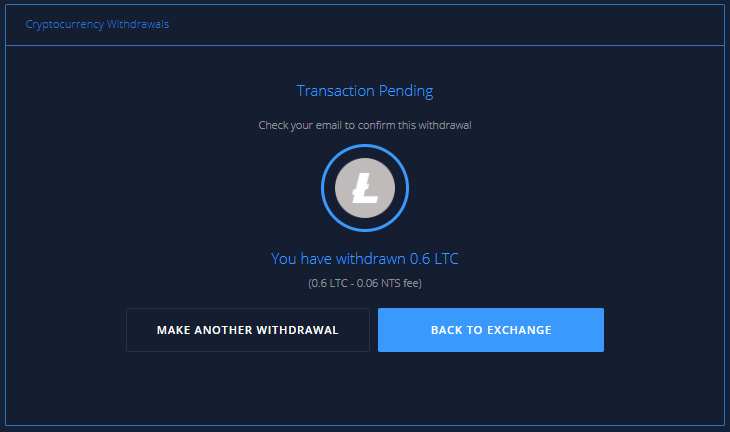 Cryptocurrency Withdrawals
Transaction Pending
Check your email to confirm this withdrawal
Ł
You have withdrawn 0.6 LTC
(0.6 LTC - 0.06 NTS fee)
MAKE ANOTHER WITHDRAWAL
BACK TO EXCHANGE